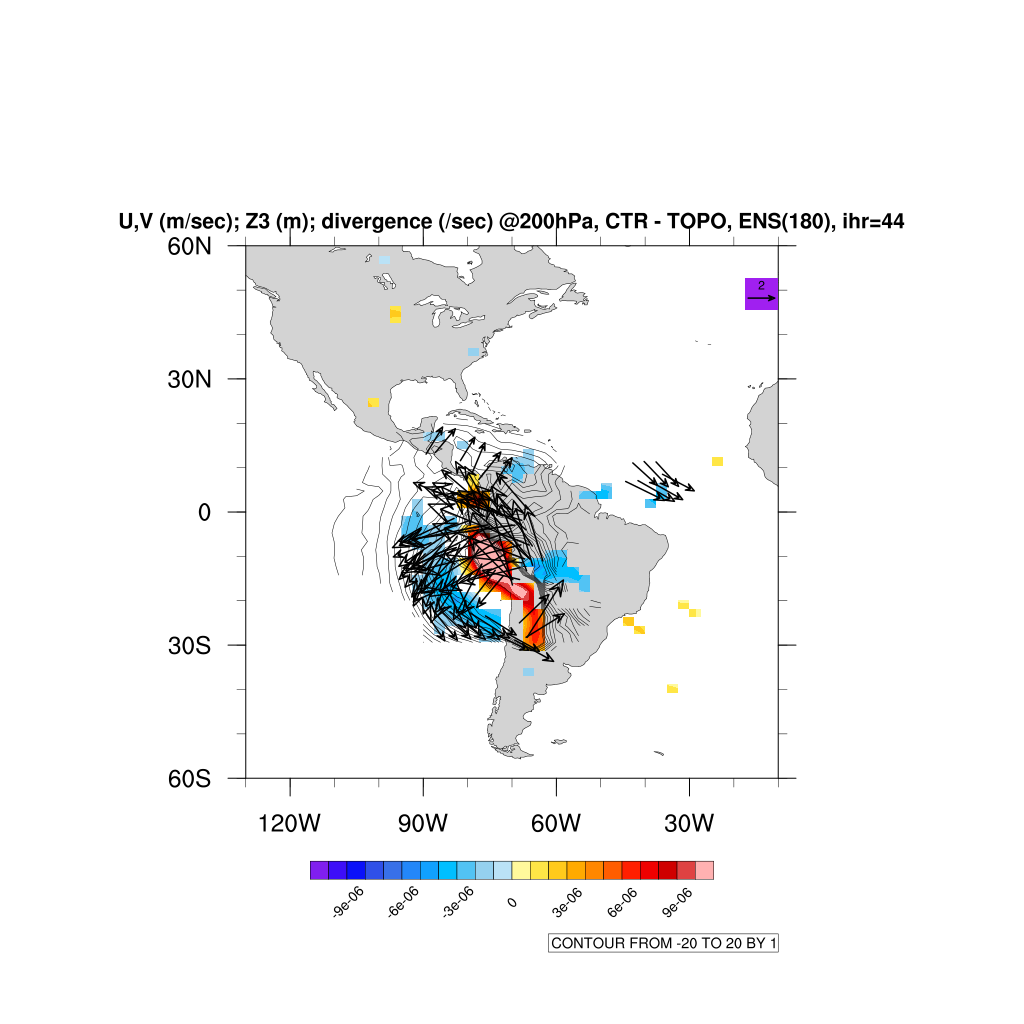 U,V (m/sec); Z3 (m); divergence (/sec) @200hPa, CTR - TOPO, ENS(180), ihr=44
60N
2
30N
0
30S
60S
120W 90W 60W 30W
-9e-06 -6e-06 -3e-06 0 3e-06 6e-06 9e-06
CONTOUR FROM -20 TO 20 BY 1